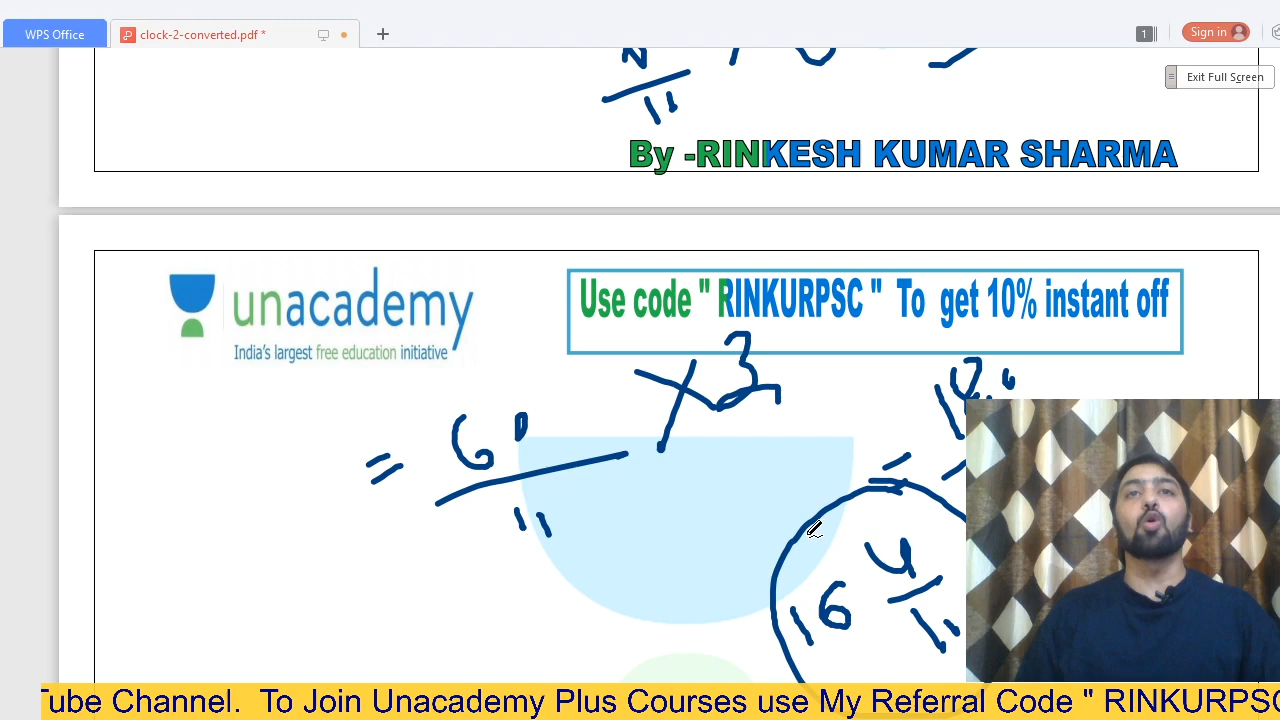 WPS Office
clock-2-converted.pdf *
1
Sign in
Exit Full Screen
11
By -RINKESH KUMAR SHARMA
unacademy
India's largest free education initiative
Use code " RINKURPSC " To get 10% instant off
= 60 × 3
11
=
16 4/11
Tube Channel. To Join Unacademy Plus Courses use My Referral Code " RINKURPSC